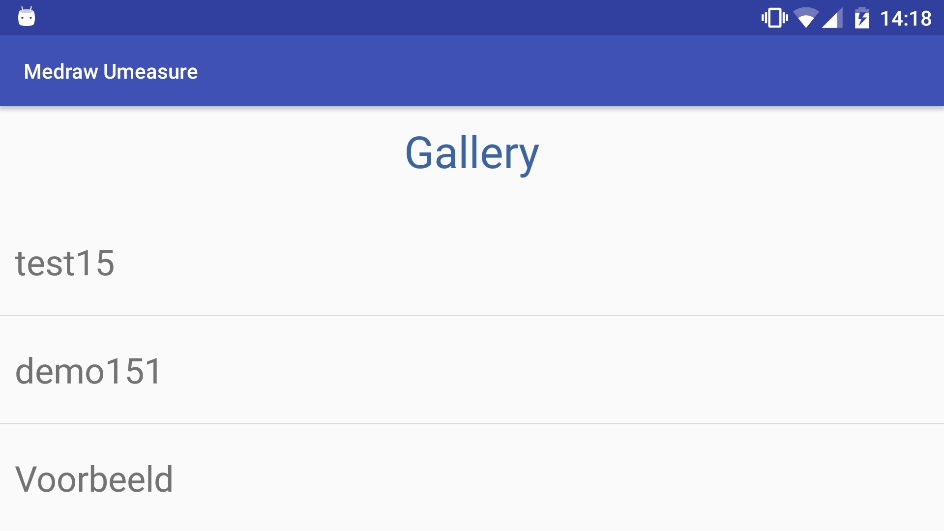 14:18
Medraw Umeasure
Gallery
test15
demo151
Voorbeeld